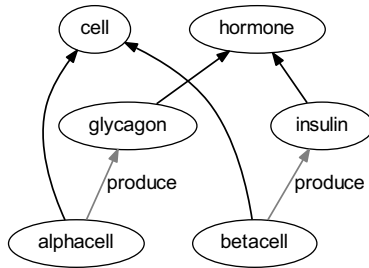 cell
hormone
glycagon
insulin
produce
produce
alphacell
betacell